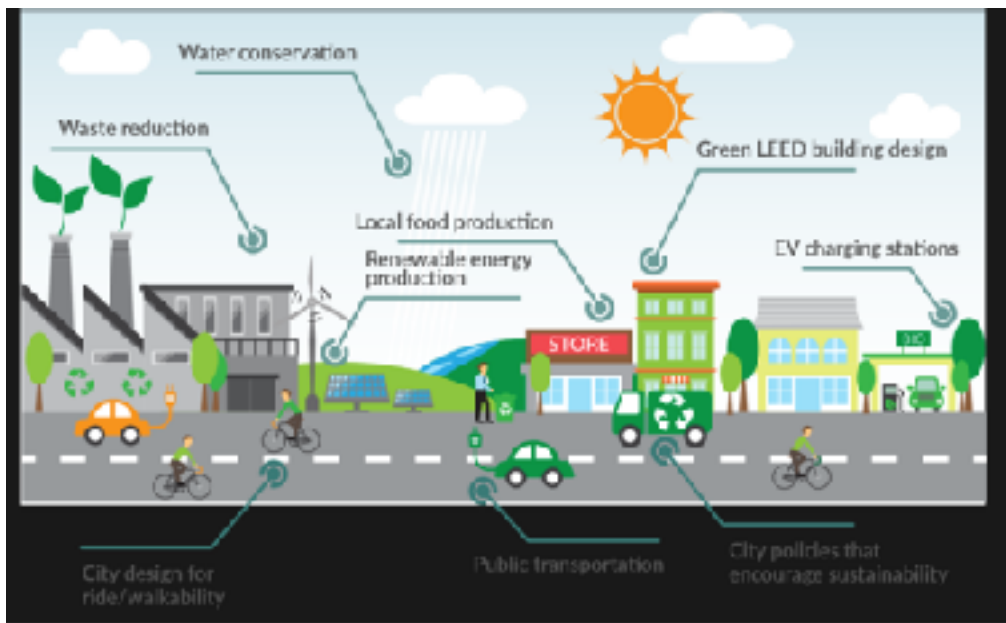 Water conservation
Waste reduction
Green LEED building design
Local food production
EV charging stations
Renewable energy
production
STORE
BIO
City design for
ride/walkability
Public transportation
City policies that
encourage sustainability